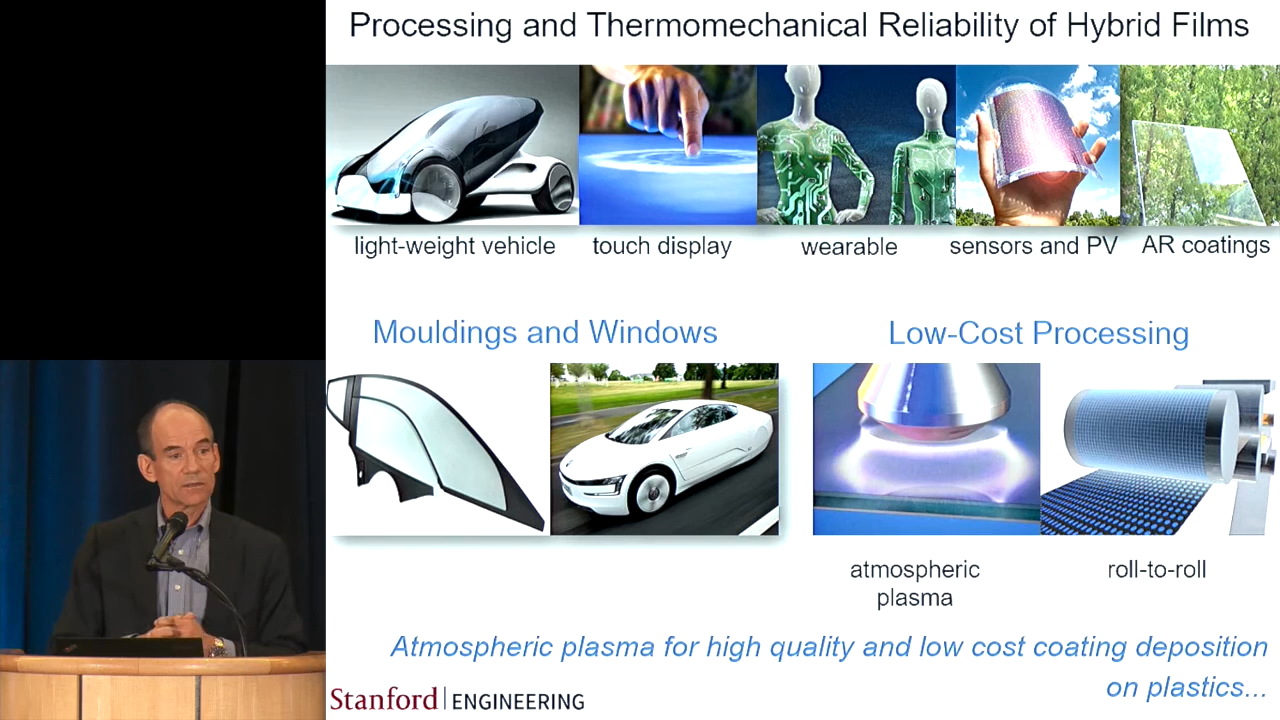 Processing and Thermomechanical Reliability of Hybrid Films
light-weight vehicle
touch display
wearable
sensors and PV
AR coatings
Mouldings and Windows
Low-Cost Processing
atmospheric
plasma
roll-to-roll
Atmospheric plasma for high quality and low cost coating deposition
on plastics...
Stanford ENGINEERING